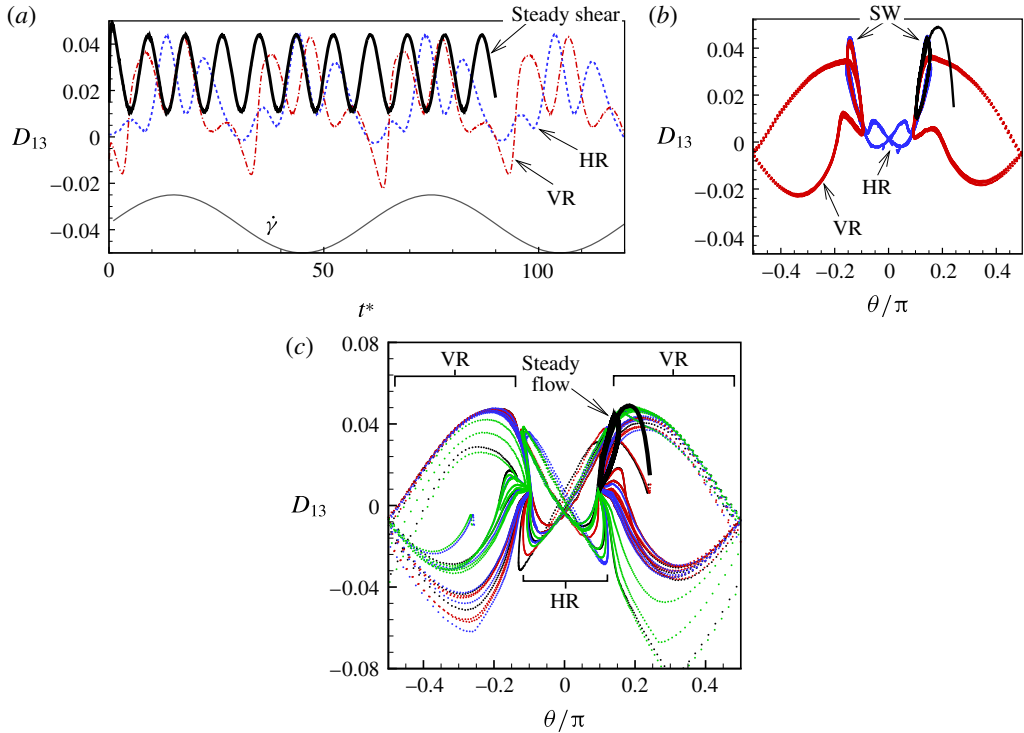 (a)
Steady shear
0.04
0.02
D13
0
−0.02
−0.04
HR
VR
γ̇
0
50
100
t*
(b)
SW
0.04
0.02
D13
0
−0.02
−0.04
HR
VR
−0.4
−0.2
0
0.2
0.4
θ/π
(c)
0.08
VR
Steady
flow
VR
0.04
D13
0
−0.04
HR
−0.08
−0.4
−0.2
0
0.2
0.4
θ/π